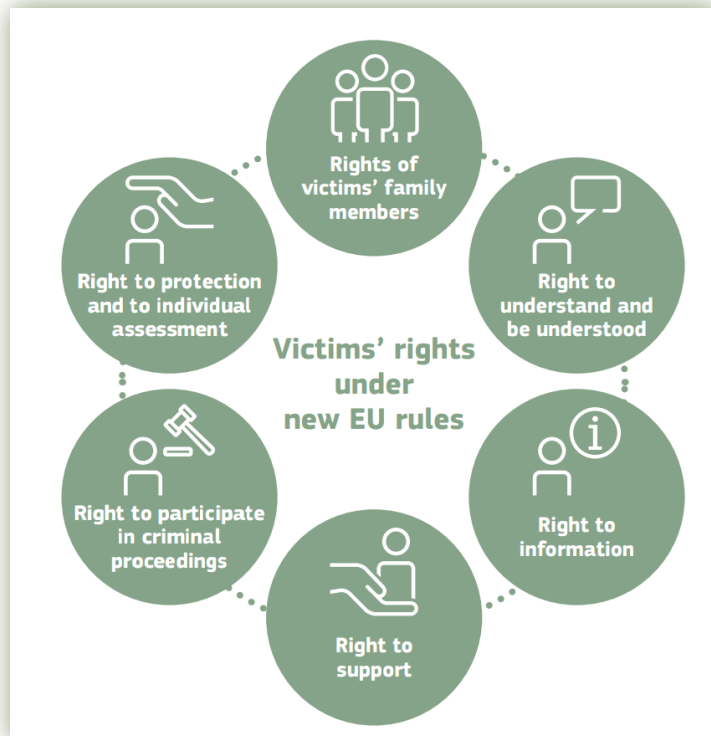 Rights of
victims' family
members
Right to
understand and
be understood
Right to
information
Right to
support
Right to participate
in criminal
proceedings
Right to protection
and to individual
assessment
Victims' rights
under
new EU rules